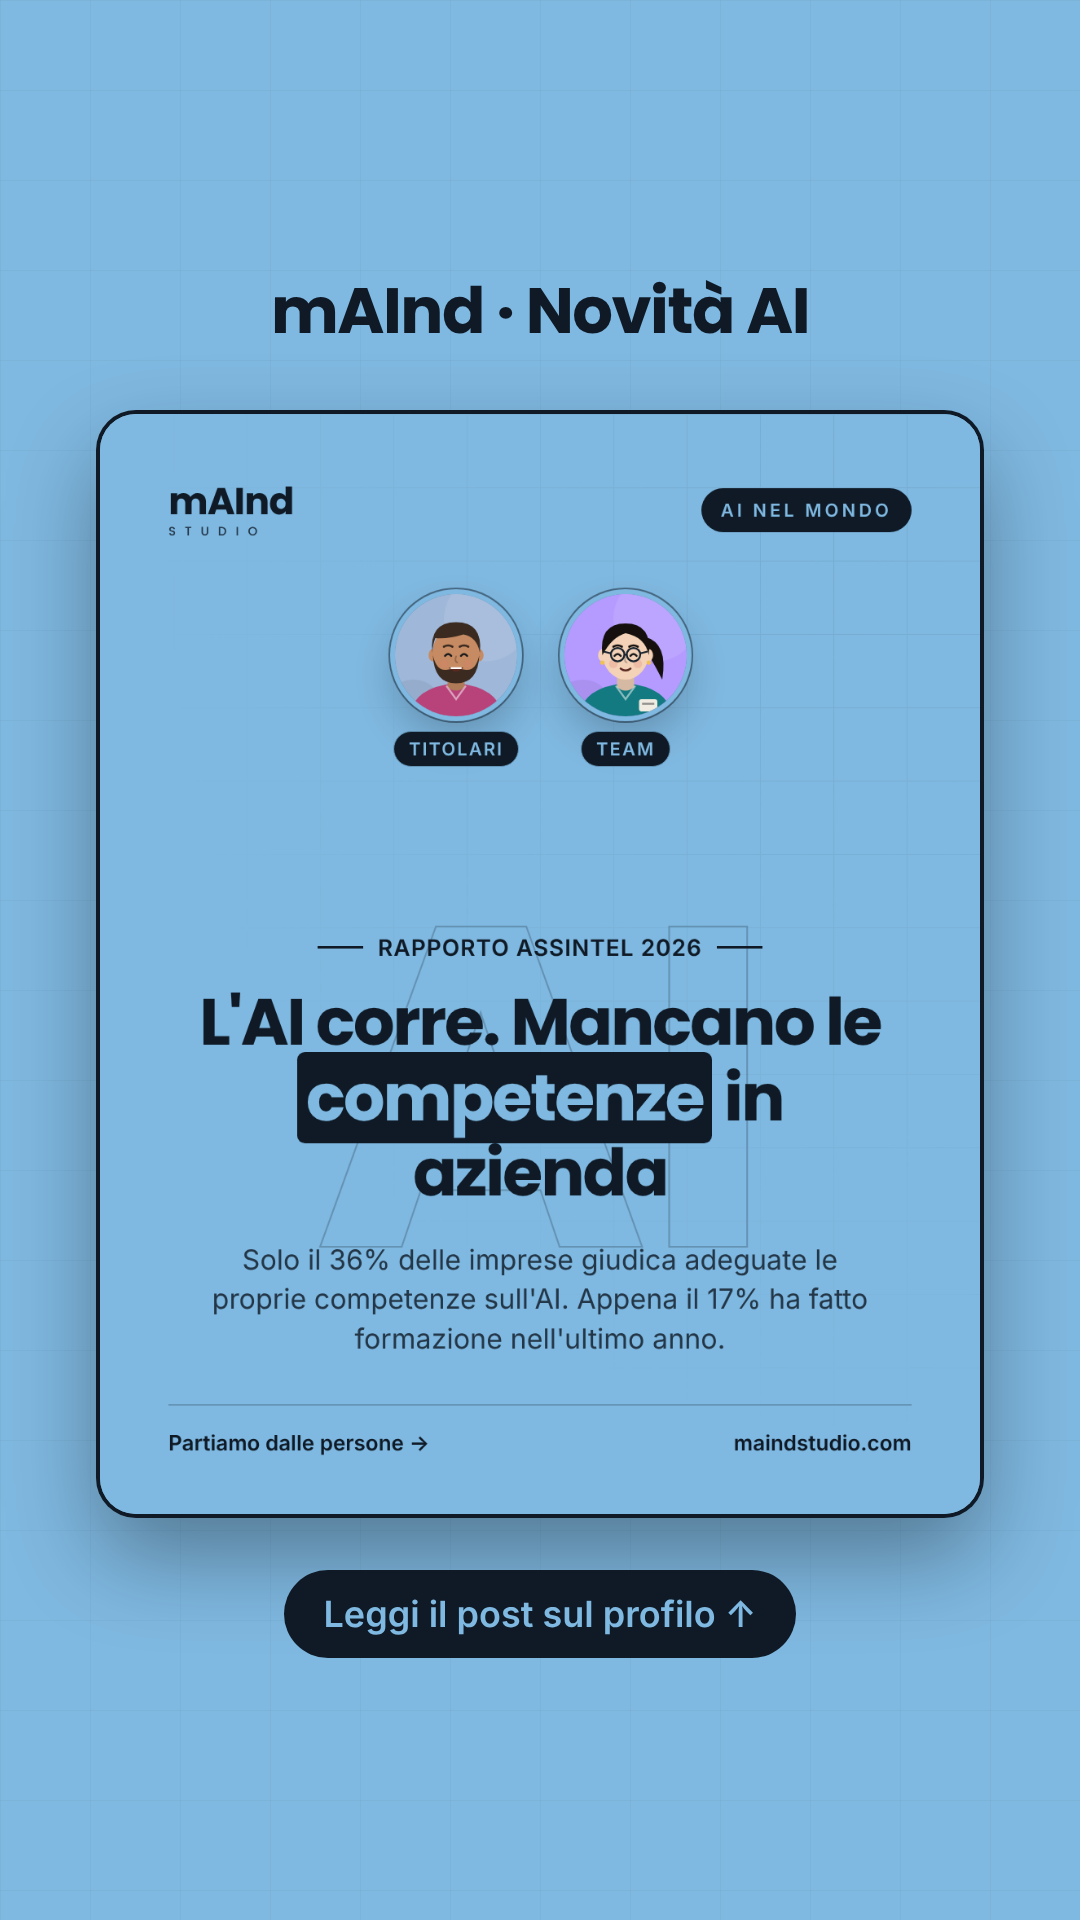 mAInd · Novità AI
mAInd
STUDIO
AI NEL MONDO
TITOLARI
TEAM
AI
RAPPORTO ASSINTEL 2026
L'AI corre. Mancano le
competenze in
azienda
Solo il 36% delle imprese giudica adeguate le
proprie competenze sull'AI. Appena il 17% ha fatto
formazione nell'ultimo anno.
Partiamo dalle persone →
maindstudio.com
Leggi il post sul profilo ↑